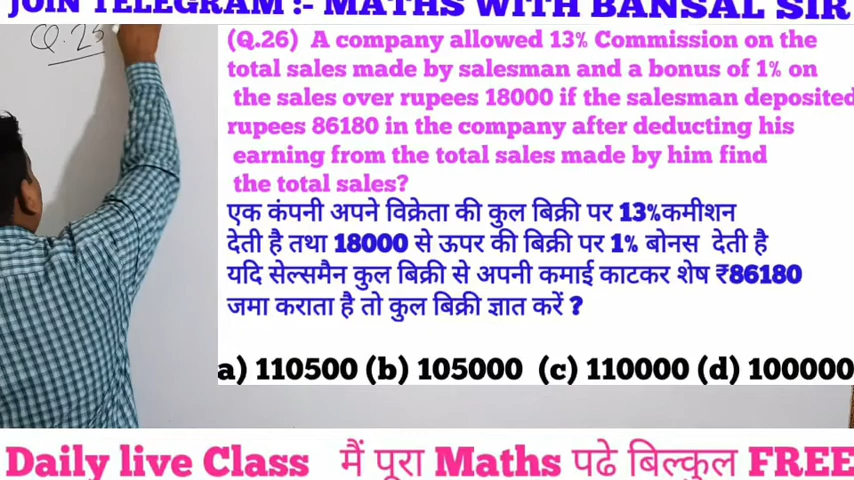 JOIN TELEGRAM :- MATHS WITH BANSAL SIR
Q.25
(Q.26) A company allowed 13% Commission on the
total sales made by salesman and a bonus of 1% on
the sales over rupees 18000 if the salesman deposited
rupees 86180 in the company after deducting his
earning from the total sales made by him find
the total sales?
एक कंपनी अपने विक्रेता की कुल बिक्री पर 13%कमीशन
देती है तथा 18000 से ऊपर की बिक्री पर 1% बोनस देती है
यदि सेल्समैन कुल बिक्री से अपनी कमाई काटकर शेष ₹86180
जमा कराता है तो कुल बिक्री ज्ञात करें ?
a) 110500 (b) 105000 (c) 110000 (d) 100000
Daily live Class में पूरा Maths पढे बिल्कुल FREE